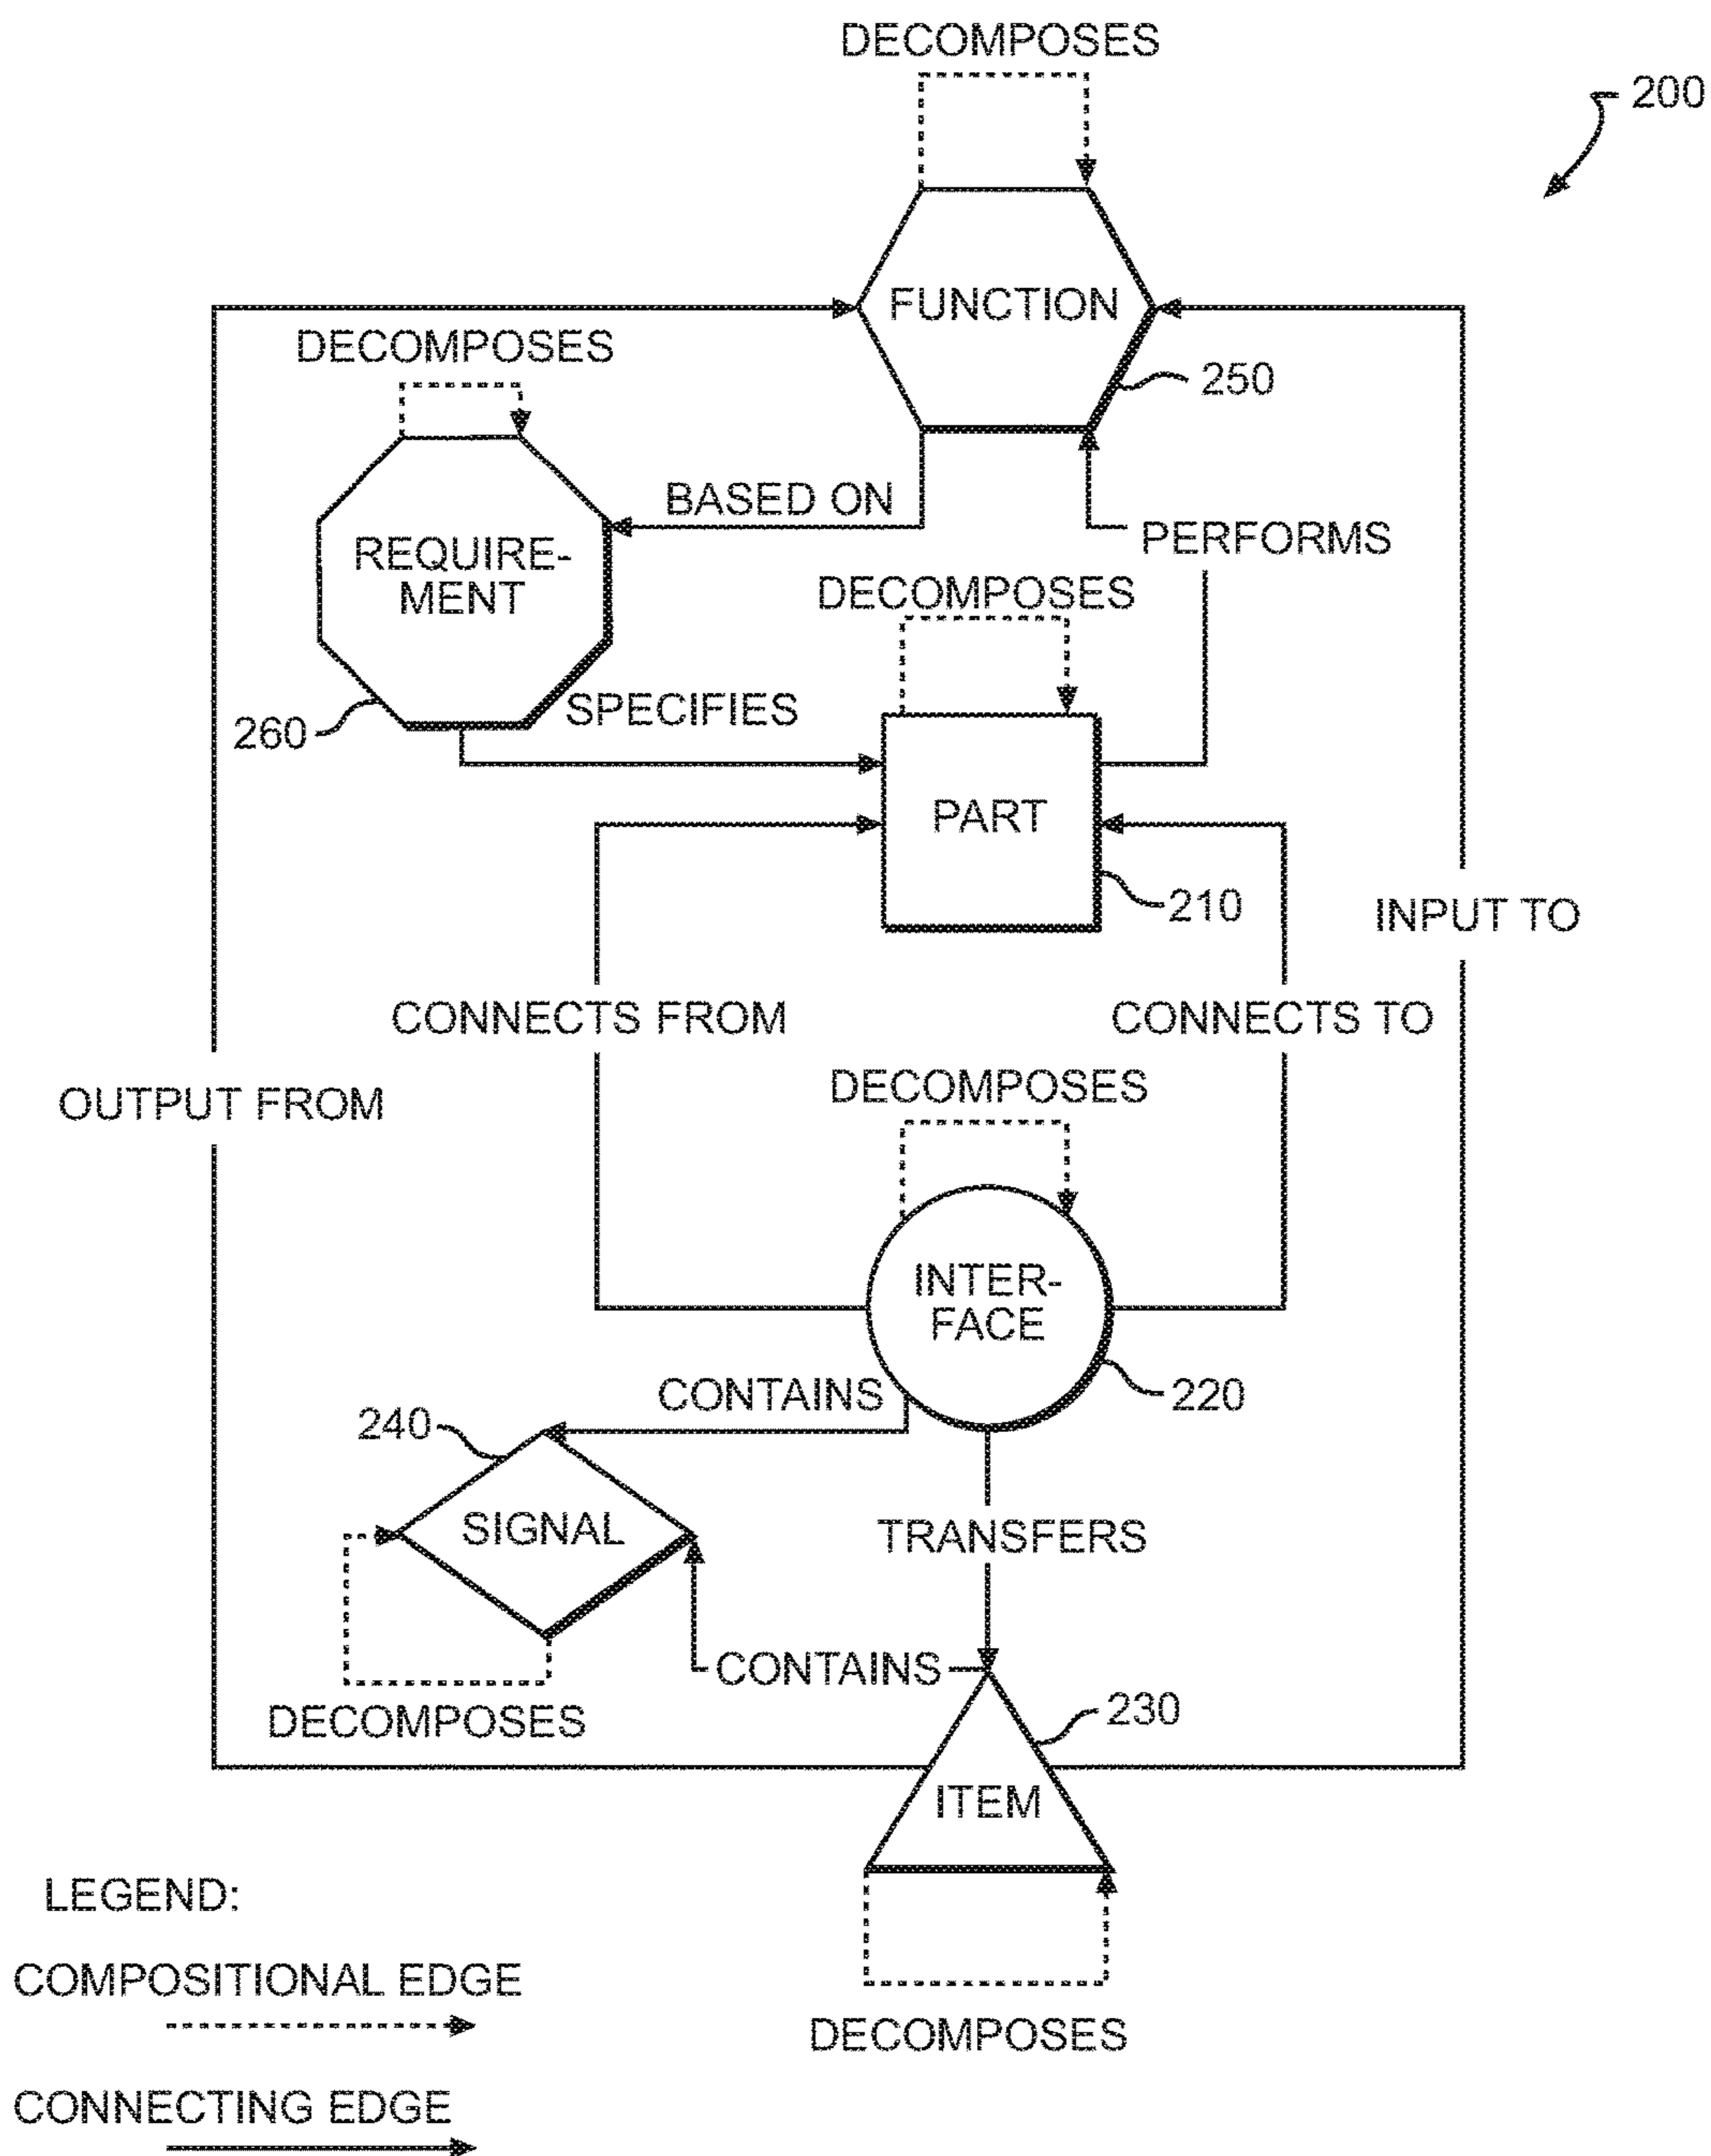 DECOMPOSES
200
FUNCTION
DECOMPOSES
250
BASED ON
PERFORMS
REQUIRE-
MENT
DECOMPOSES
260
SPECIFIES
PART
210
INPUT TO
CONNECTS FROM
CONNECTS TO
DECOMPOSES
OUTPUT FROM
INTER-
FACE
CONTAINS
220
240
SIGNAL
TRANSFERS
CONTAINS
DECOMPOSES
230
ITEM
LEGEND:
COMPOSITIONAL EDGE
DECOMPOSES
CONNECTING EDGE